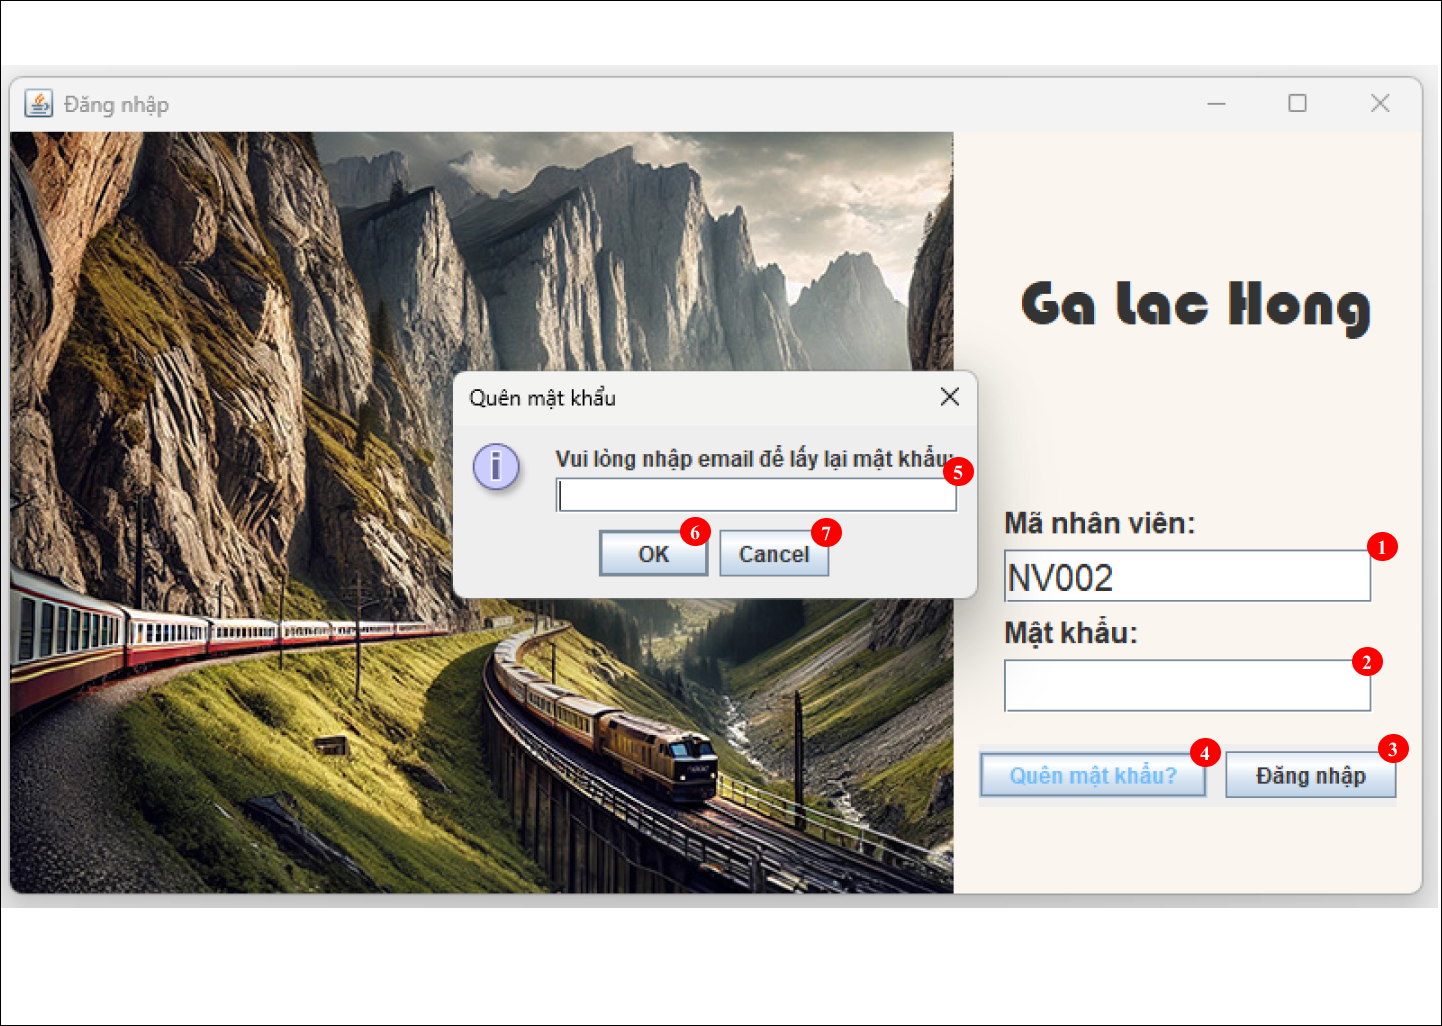 Đăng nhập
Ga Lac Hong
Quên mật khẩu
Vui lòng nhập email để lấy lại mật khẩu:
5
6
7
OK
Cancel
Mã nhân viên:
1
NV002
Mật khẩu:
2
4
3
Quên mật khẩu?
Đăng nhập